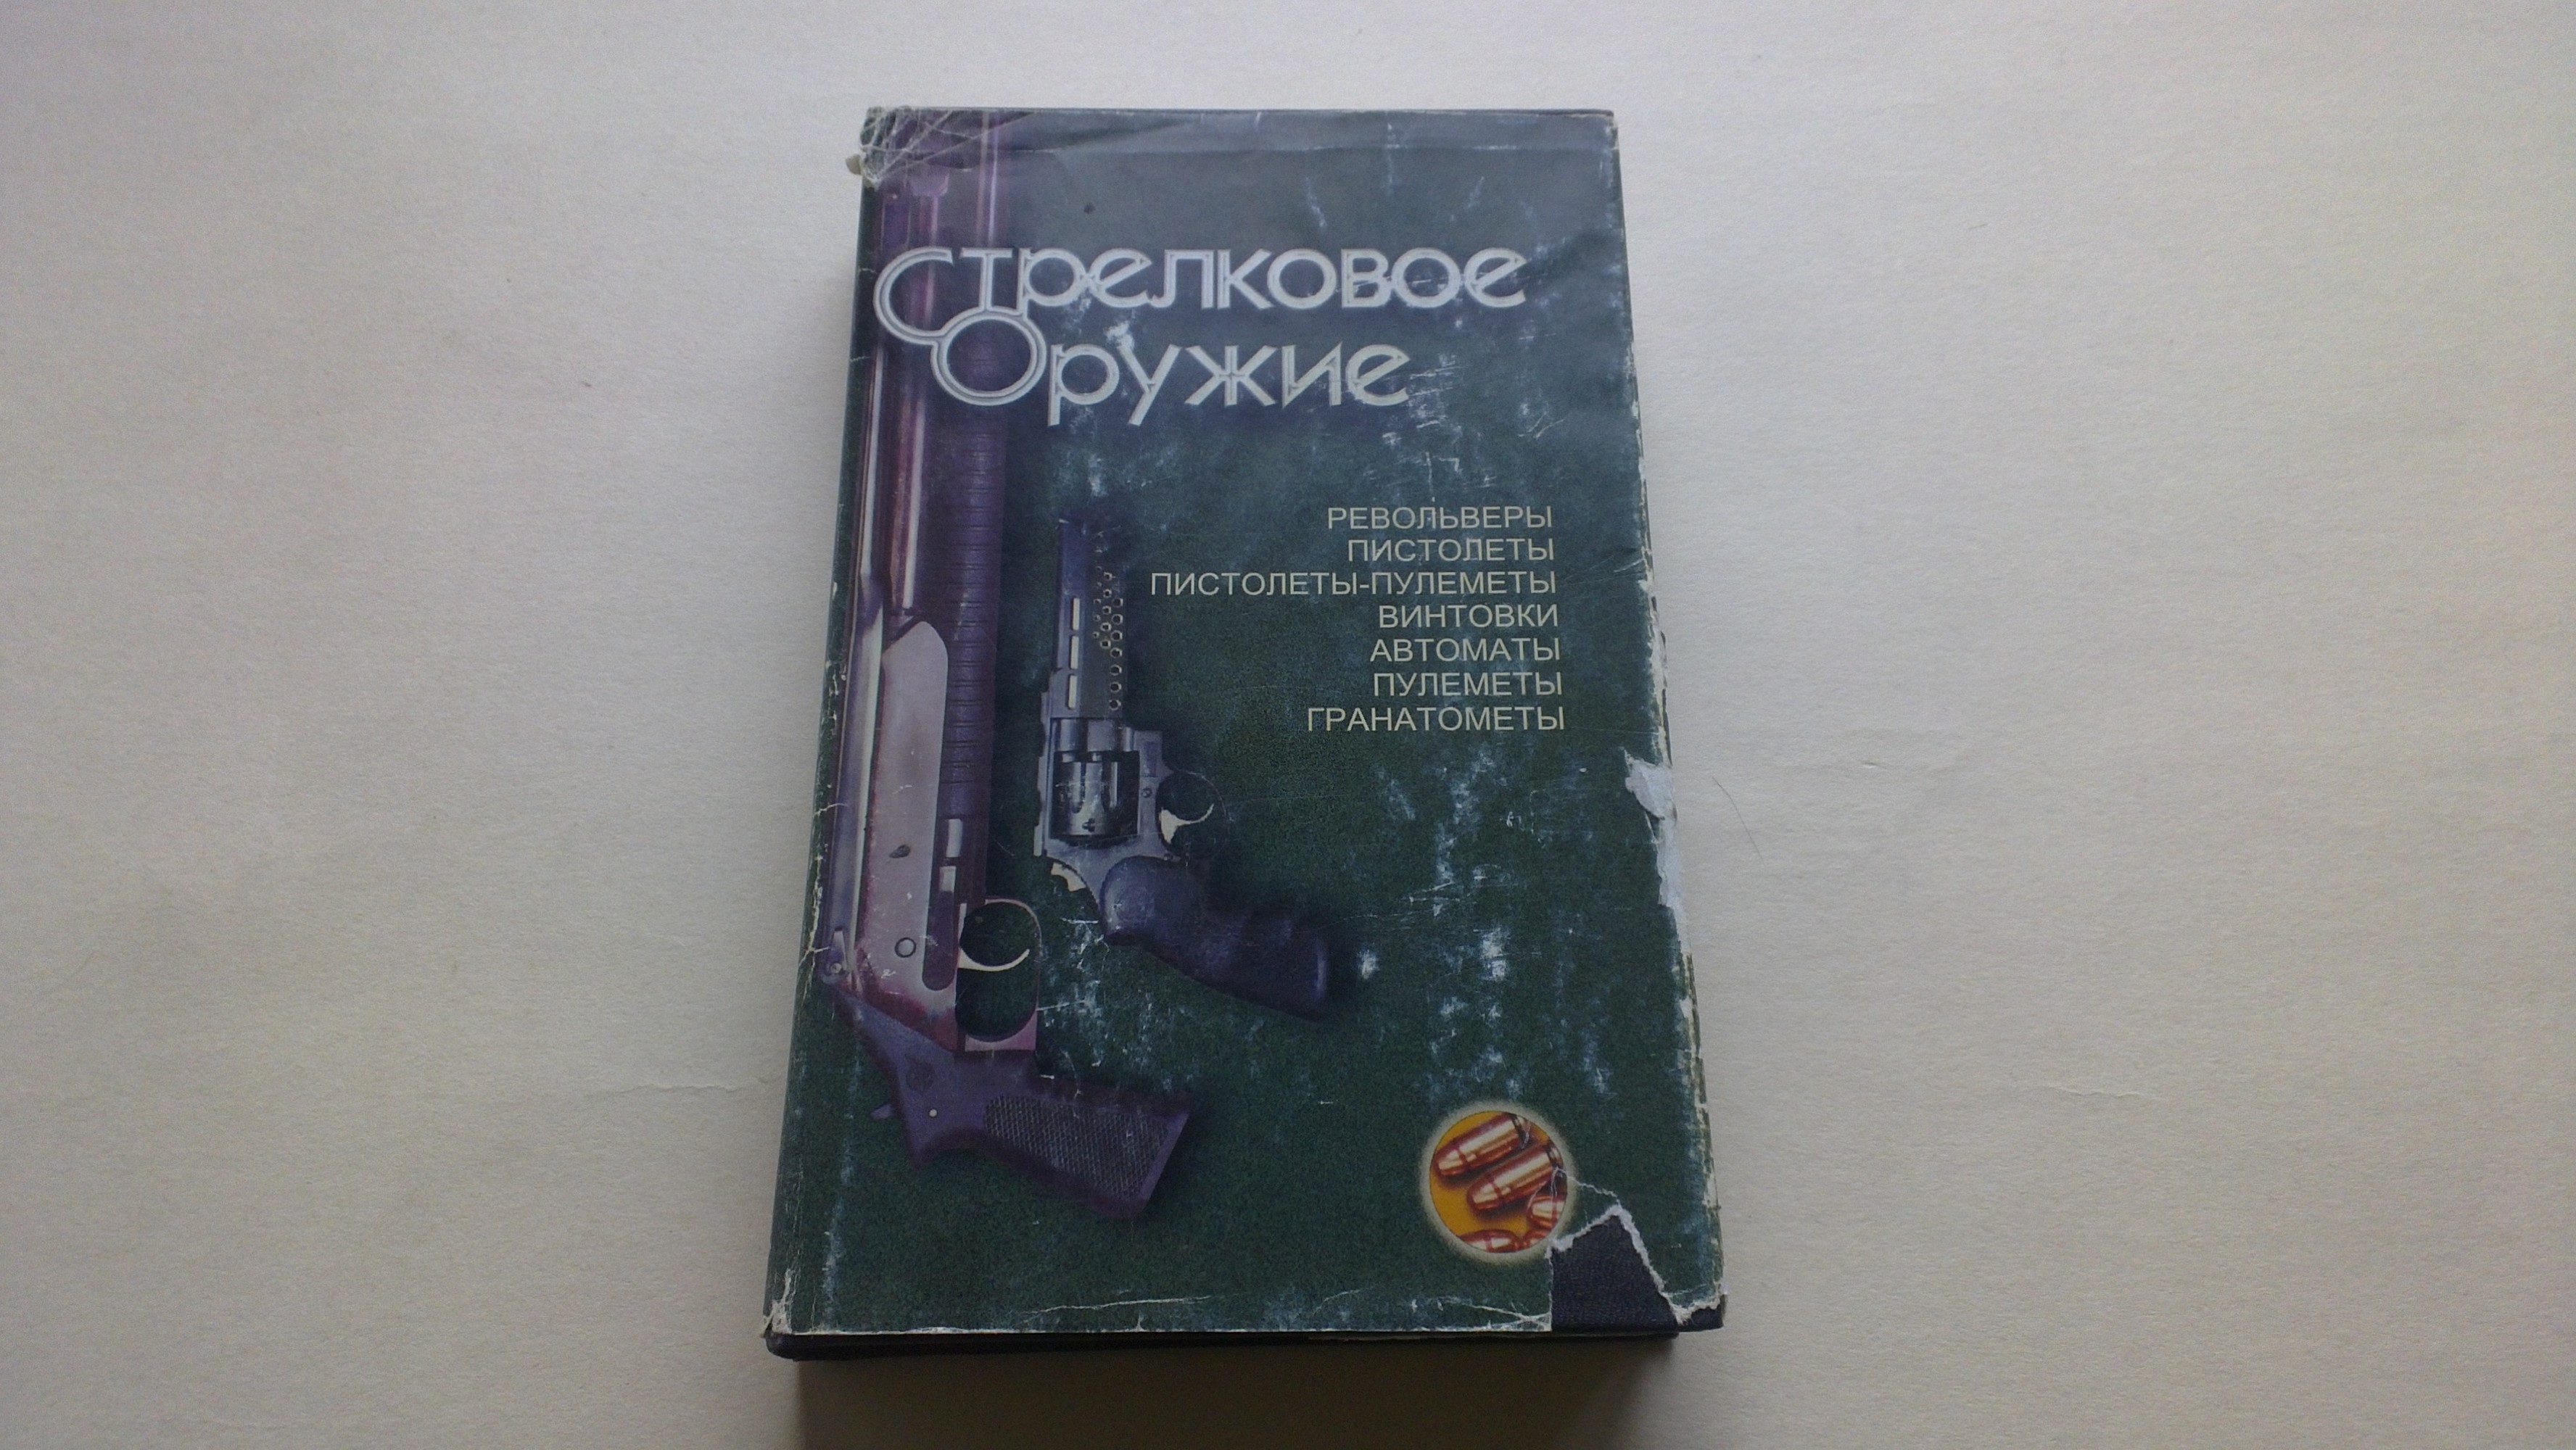 Стрелковое
Оружие
РЕВОЛЬВЕРЫ
ПИСТОЛЕТЫ
ПИСТОЛЕТЫ-ПУЛЕМЕТЫ
ВИНТОВКИ
АВТОМАТЫ
ПУЛЕМЕТЫ
ГРАНАТОМЕТЫ